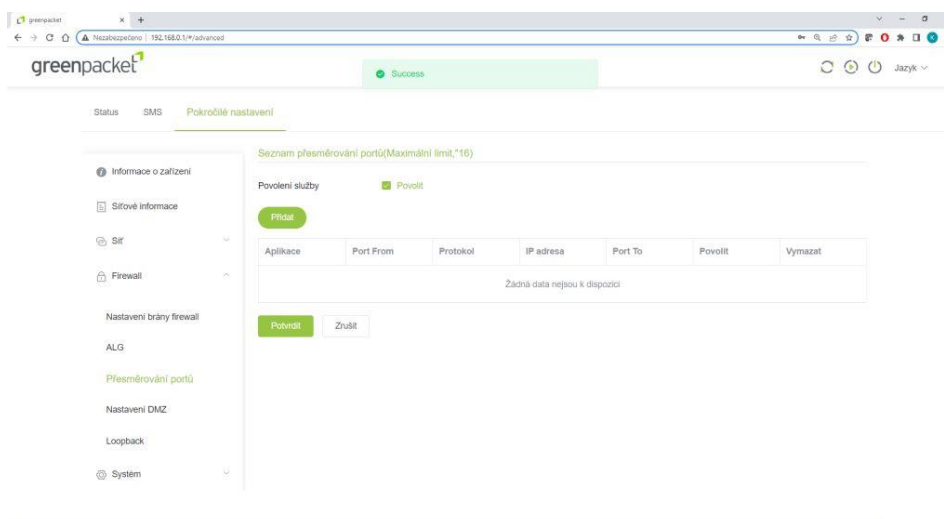 greenpacket
Nezabezpečeno | 192.168.0.1/#/advanced
greenpacket
Success
Jazyk
Status SMS Pokročilé nastavení
Informace o zařízení
Síťové informace
Síť
Firewall
Nastavení brány firewall
ALG
Přesměrování portů
Nastavení DMZ
Loopback
Systém
Seznam přesměrování portů(Maximální limit,"16)
Povolení služby Povolit
Přidat
Aplikace Port From Protokol IP adresa Port To Povolit Vymazat
Žádná data nejsou k dispozici
Potvrdit Zrušit